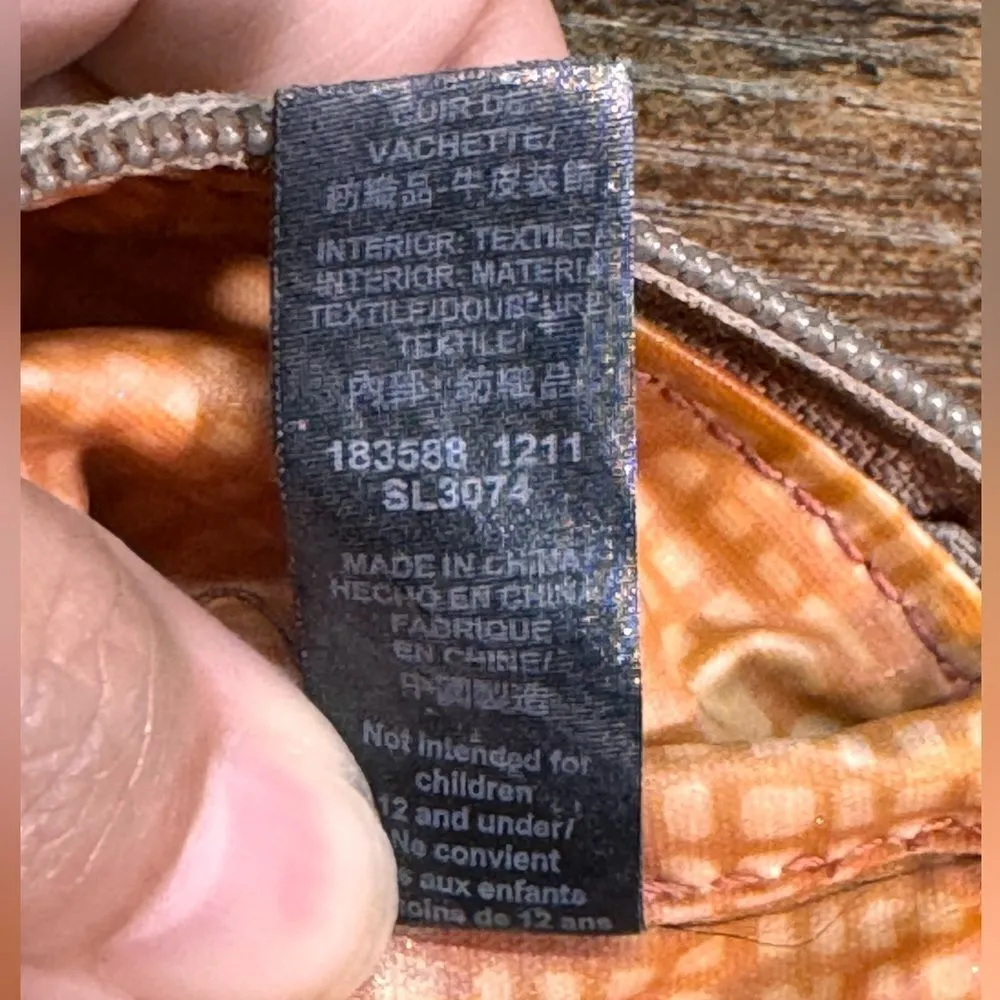 CUIR DE
VACHETTE/
紡織品-牛皮裝飾
INTERIOR: TEXTILE/
INTERIOR: MATERIA
TEXTILE/DOUBLURE
TEXTILE/
內裡: 紡織品
183588 1211
SL3074
MADE IN CHINA/
HECHO EN CHINA
FABRIQUE
EN CHINE/
中國製造
Not intended for
children
12 and under/
Ne convient
aux enfants
de 12 ans